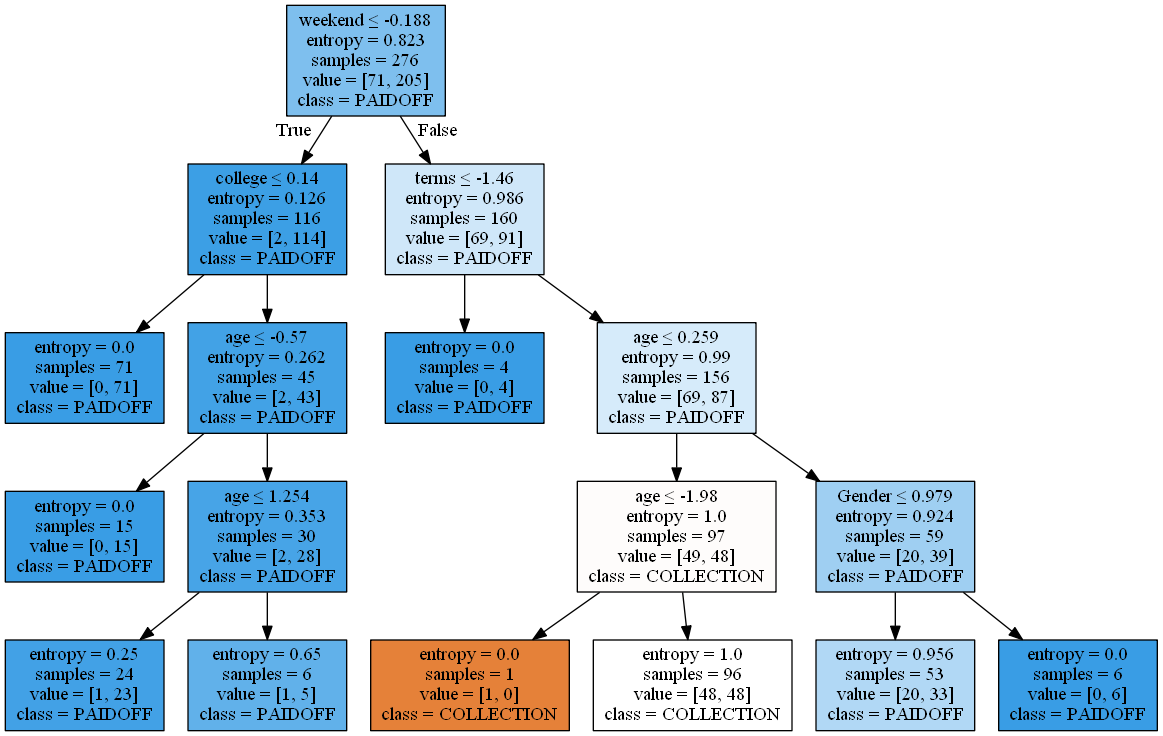 weekend ≤ -0.188
entropy = 0.823
samples = 276
value = [71, 205]
class = PAIDOFF
True
False
college ≤ 0.14
entropy = 0.126
samples = 116
value = [2, 114]
class = PAIDOFF
terms ≤ -1.46
entropy = 0.986
samples = 160
value = [69, 91]
class = PAIDOFF
entropy = 0.0
samples = 71
value = [0, 71]
class = PAIDOFF
age ≤ -0.57
entropy = 0.262
samples = 45
value = [2, 43]
class = PAIDOFF
entropy = 0.0
samples = 4
value = [0, 4]
class = PAIDOFF
age ≤ 0.259
entropy = 0.99
samples = 156
value = [69, 87]
class = PAIDOFF
entropy = 0.0
samples = 15
value = [0, 15]
class = PAIDOFF
age ≤ 1.254
entropy = 0.353
samples = 30
value = [2, 28]
class = PAIDOFF
age ≤ -1.98
entropy = 1.0
samples = 97
value = [49, 48]
class = COLLECTION
Gender ≤ 0.979
entropy = 0.924
samples = 59
value = [20, 39]
class = PAIDOFF
entropy = 0.25
samples = 24
value = [1, 23]
class = PAIDOFF
entropy = 0.65
samples = 6
value = [1, 5]
class = PAIDOFF
entropy = 0.0
samples = 1
value = [1, 0]
class = COLLECTION
entropy = 1.0
samples = 96
value = [48, 48]
class = COLLECTION
entropy = 0.956
samples = 53
value = [20, 33]
class = PAIDOFF
entropy = 0.0
samples = 6
value = [0, 6]
class = PAIDOFF